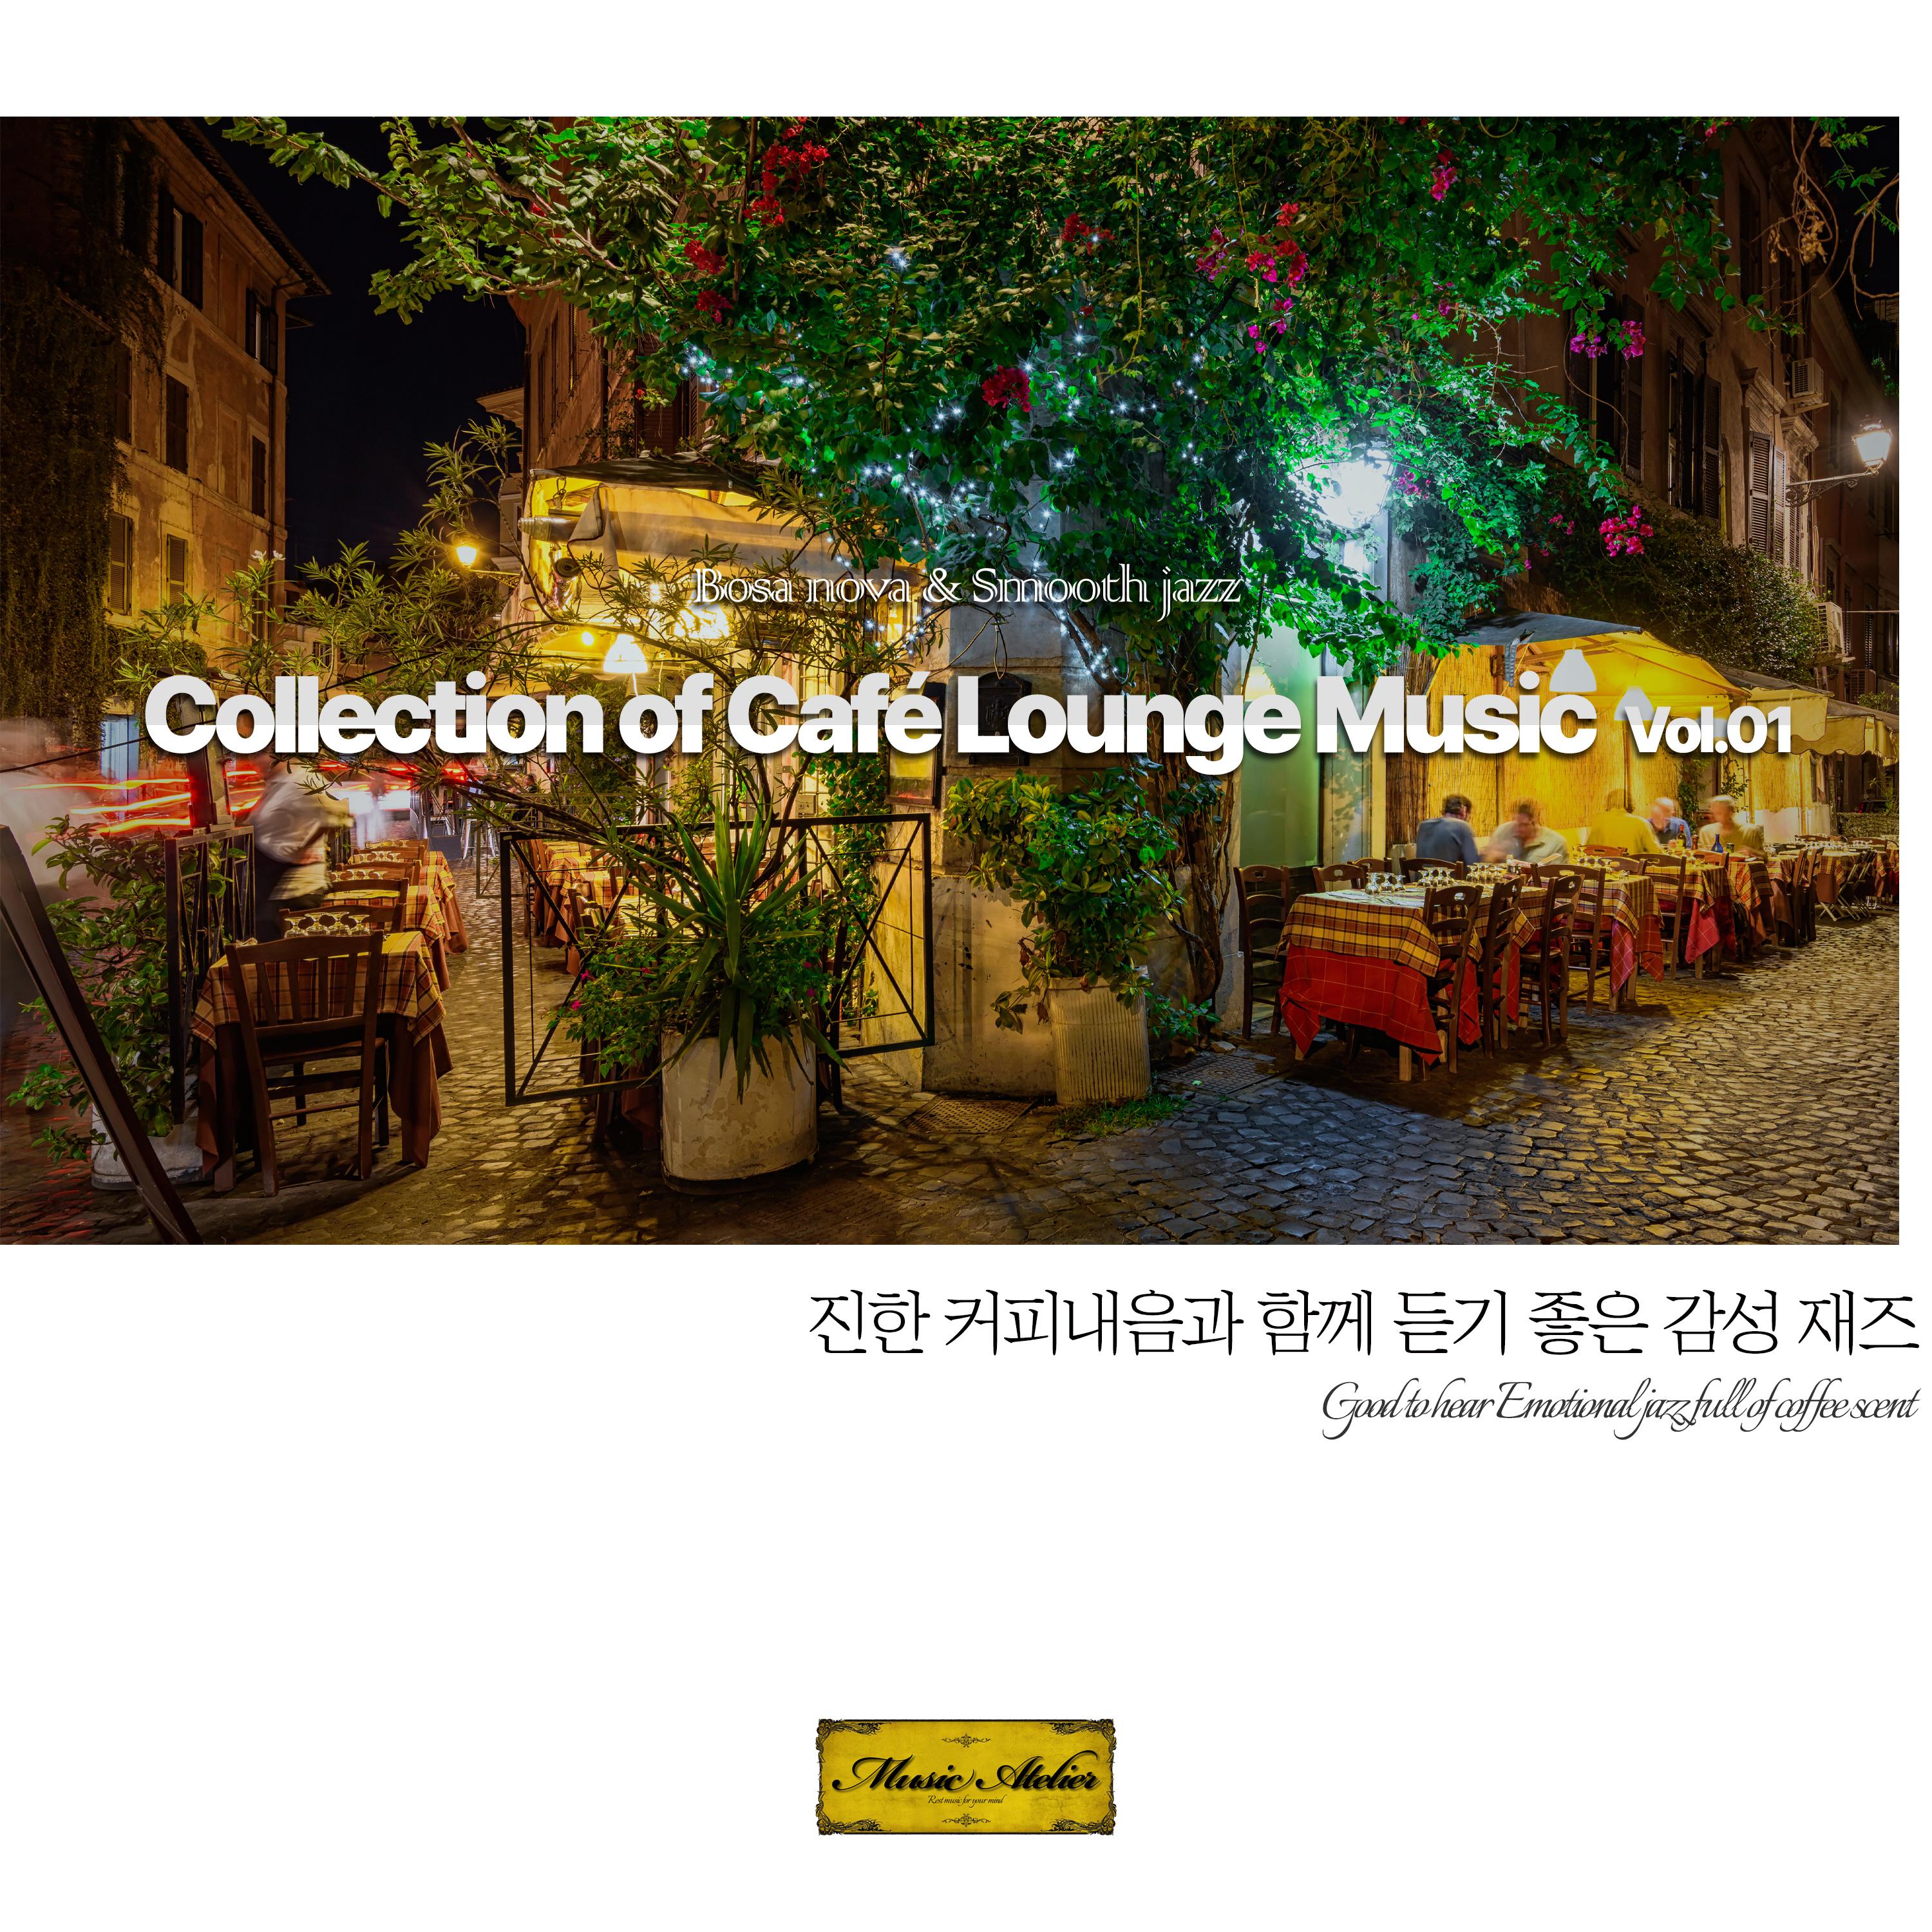 Bosa nova & Smooth jazz
Collection of Café Lounge Music Vol.01
진한 커피내음과 함께 듣기 좋은 감성 재즈
Good to hear Emotional jazz full of coffee scent
Music Atelier
Rest music for your mind